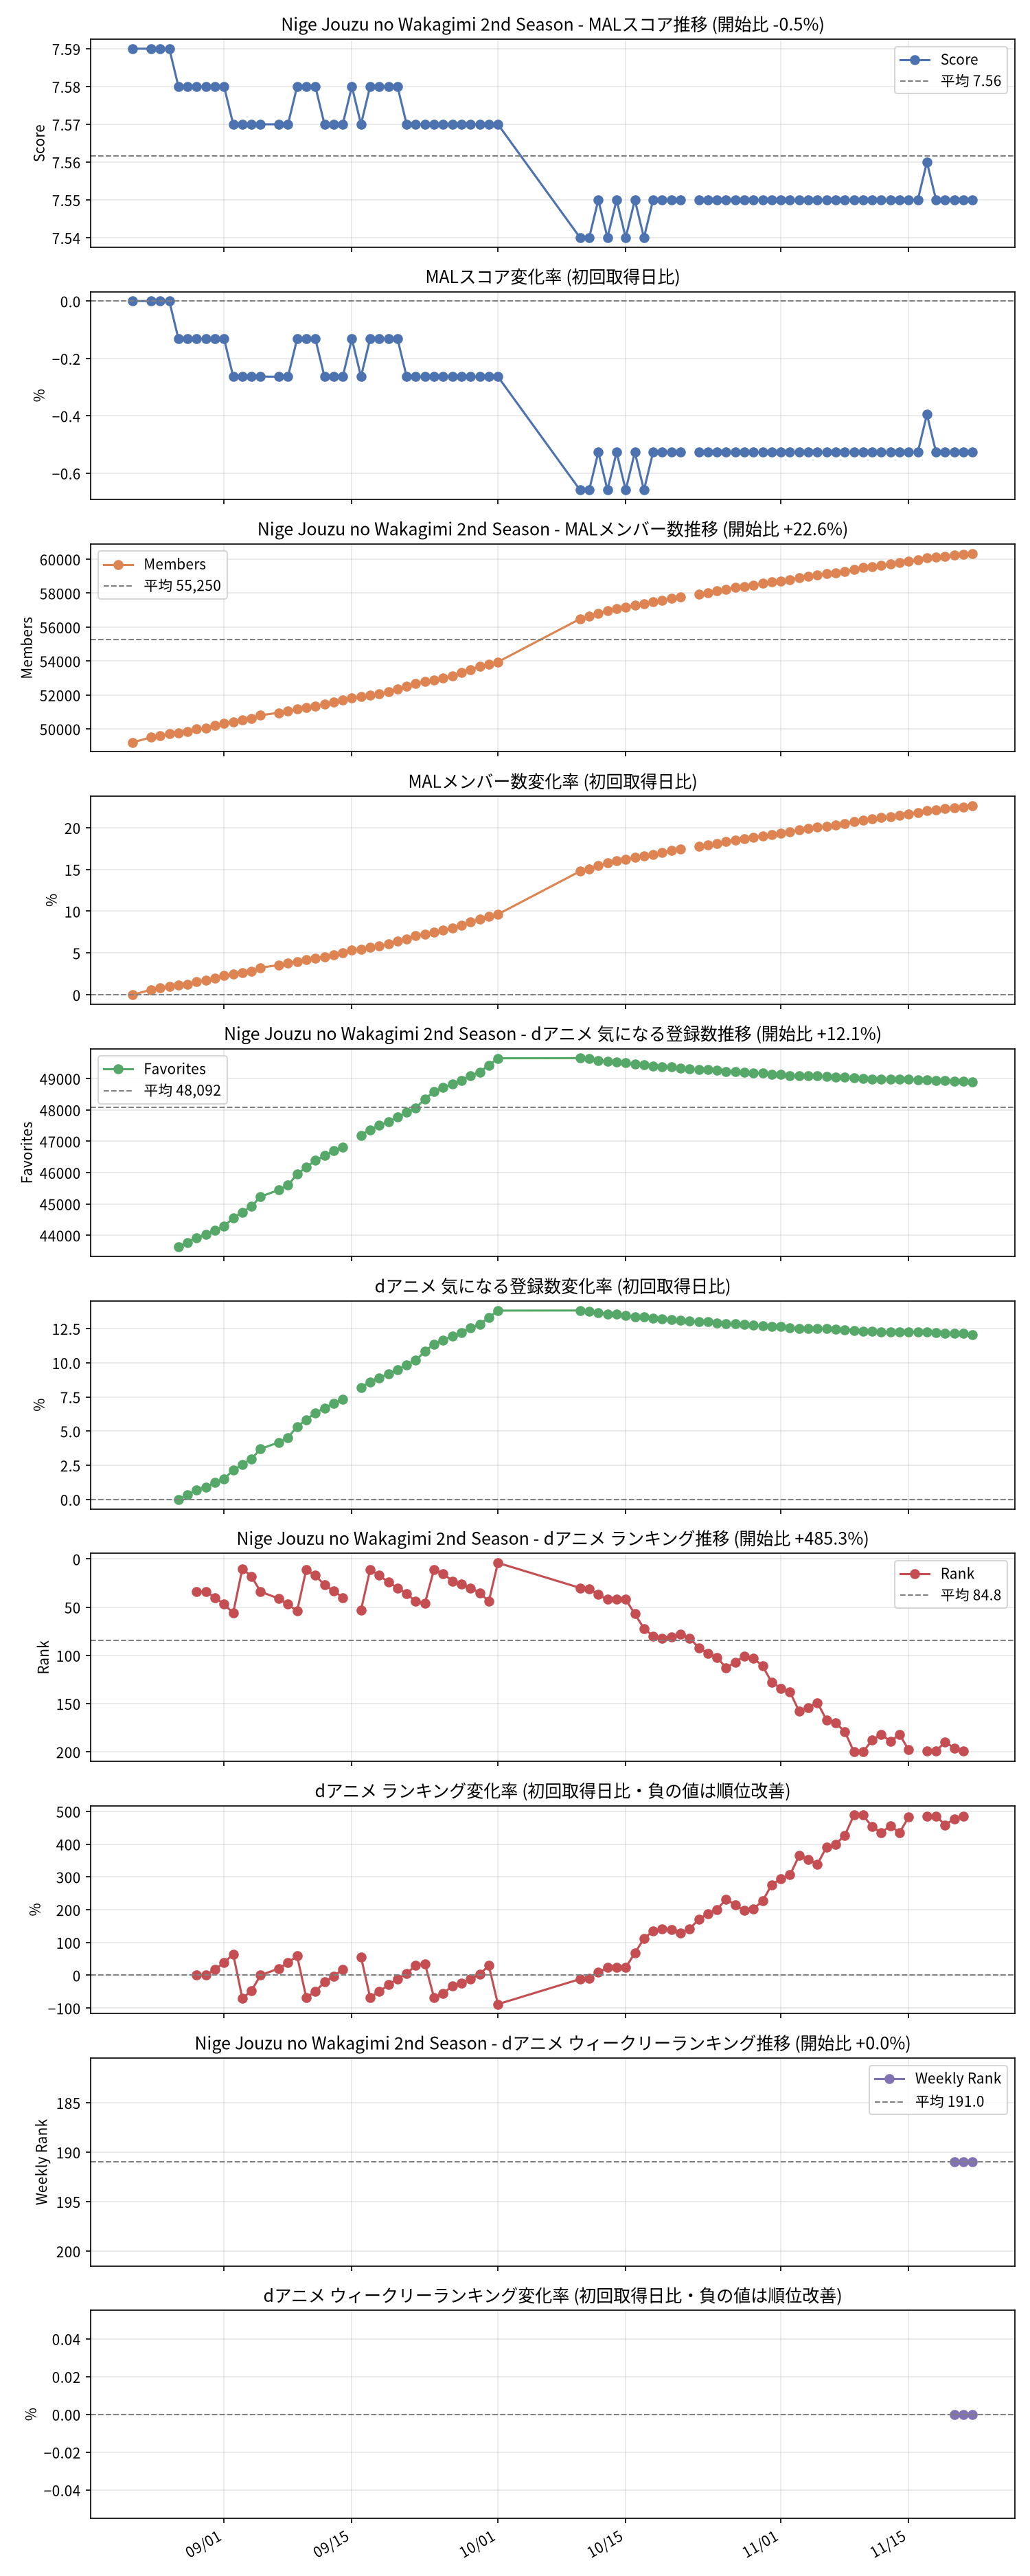 Nige Jouzu no Wakagimi 2nd Season - MALスコア推移 (開始比 -0.5%)
7.59
7.58
7.57
7.56
7.55
7.54
Score
Score
平均 7.56
MALスコア変化率 (初回取得日比)
0.0
−0.2
−0.4
−0.6
%
Nige Jouzu no Wakagimi 2nd Season - MALメンバー数推移 (開始比 +22.6%)
60000
58000
56000
54000
52000
50000
Members
Members
平均 55,250
MALメンバー数変化率 (初回取得日比)
20
15
10
5
0
%
Nige Jouzu no Wakagimi 2nd Season - dアニメ 気になる登録数推移 (開始比 +12.1%)
49000
48000
47000
46000
45000
44000
Favorites
Favorites
平均 48,092
dアニメ 気になる登録数変化率 (初回取得日比)
12.5
10.0
7.5
5.0
2.5
0.0
%
Nige Jouzu no Wakagimi 2nd Season - dアニメ ランキング推移 (開始比 +485.3%)
0
50
100
150
200
Rank
Rank
平均 84.8
dアニメ ランキング変化率 (初回取得日比・負の値は順位改善)
500
400
300
200
100
0
−100
%
Nige Jouzu no Wakagimi 2nd Season - dアニメ ウィークリーランキング推移 (開始比 +0.0%)
185
190
195
200
Weekly Rank
Weekly Rank
平均 191.0
dアニメ ウィークリーランキング変化率 (初回取得日比・負の値は順位改善)
0.04
0.02
0.00
−0.02
−0.04
%
09/01
09/15
10/01
10/15
11/01
11/15